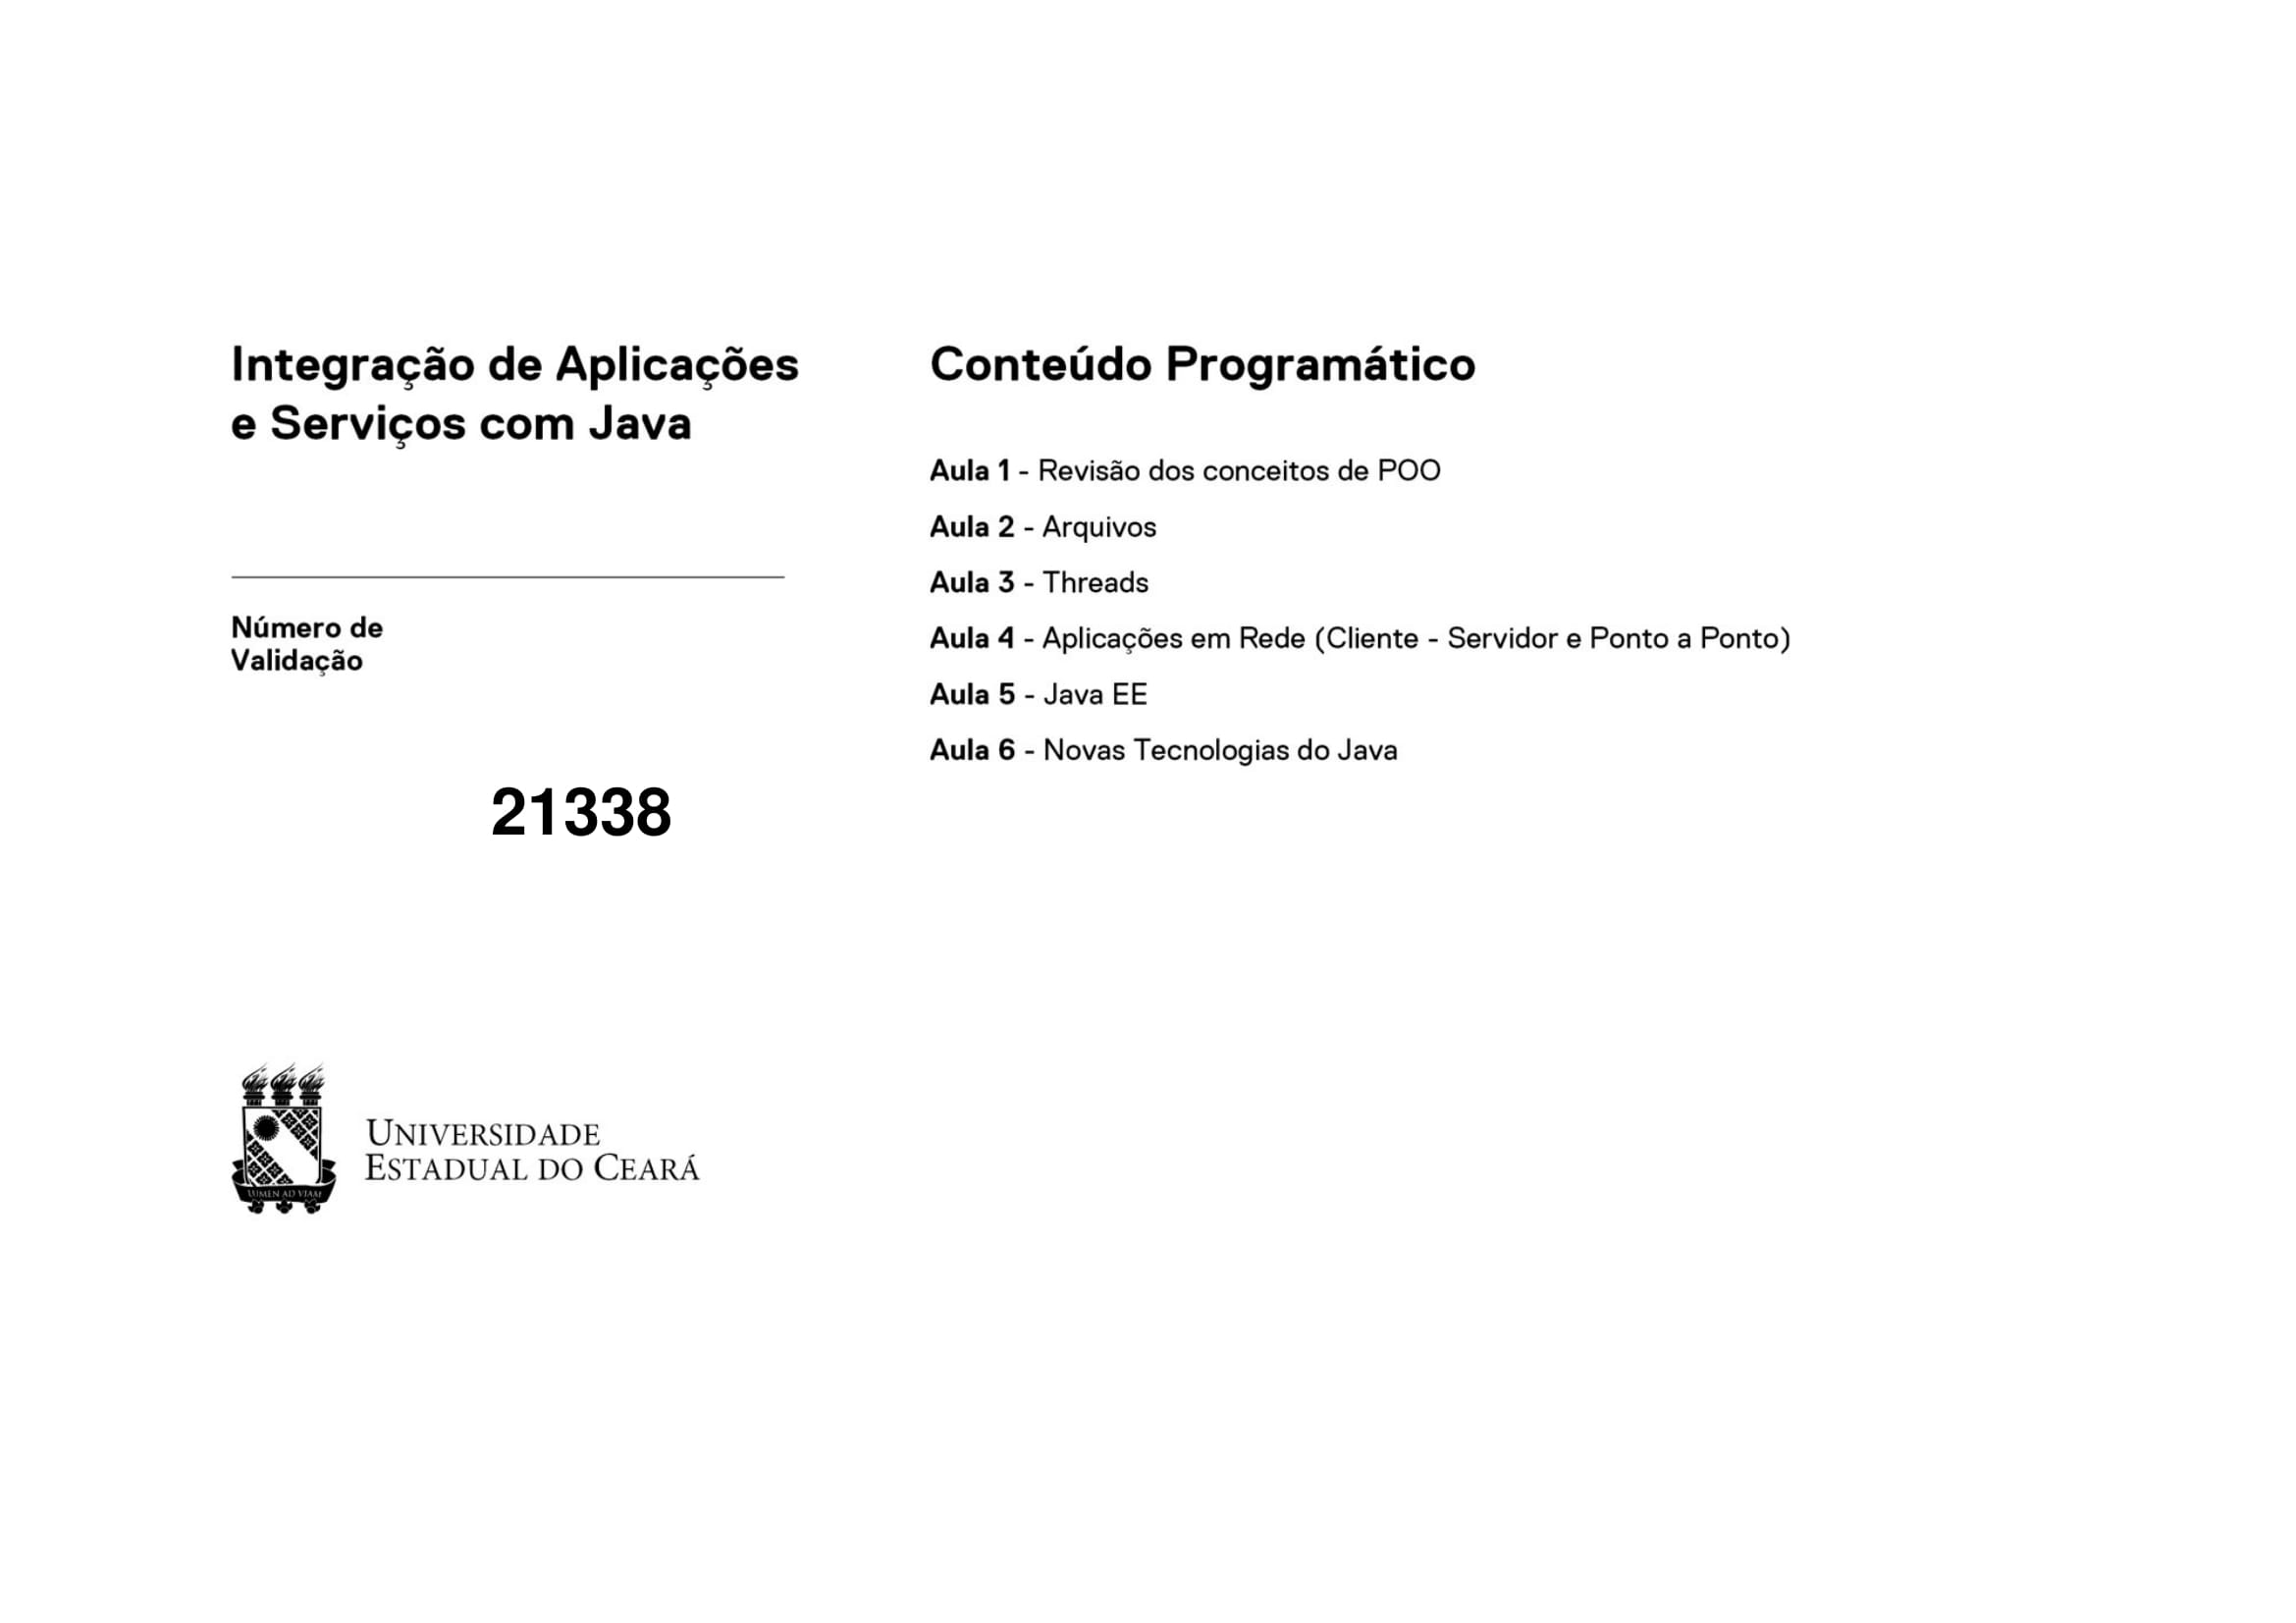 Integração de Aplicações
e Serviços com Java
Número de
Validação
21338
Conteúdo Programático
Aula 1 - Revisão dos conceitos de POO
Aula 2 - Arquivos
Aula 3 - Threads
Aula 4 - Aplicações em Rede (Cliente - Servidor e Ponto a Ponto)
Aula 5 - Java EE
Aula 6 - Novas Tecnologias do Java
LUMEN AD VIAM
UNIVERSIDADE
ESTADUAL DO CEARÁ